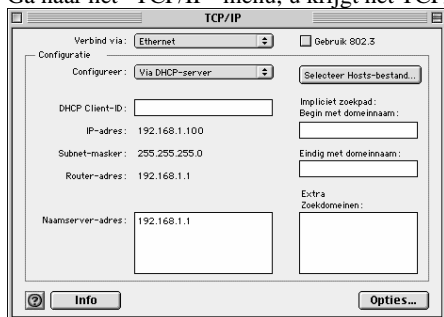 Ga naar het "TCP/IP" menu, u krijgt het TCP
TCP/IP
Verbind via: Ethernet
Gebruik 802.3
Configuratie
Configureer: Via DHCP-server
Selecteer Hosts-bestand...
DHCP Client-ID:
Impliciet zoekpad:
Begin met domeinnaam:
IP-adres: 192.168.1.100
Subnet-masker: 255.255.255.0
Eindig met domeinnaam:
Router-adres: 192.168.1.1
Extra
Zoekdomeinen:
Naamserver-adres: 192.168.1.1
Info
Opties...